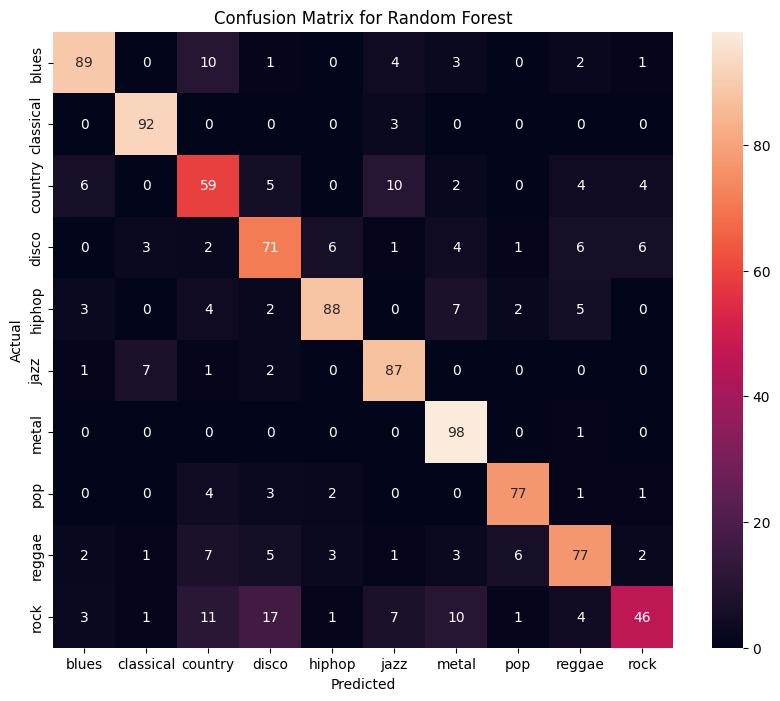 Confusion Matrix for Random Forest
blues 89 0 10 1 0 4 3 0 2 1
classical 0 92 0 0 0 3 0 0 0 0
country 6 0 59 5 0 10 2 0 4 4
disco 0 3 2 71 6 1 4 1 6 6
hiphop 3 0 4 2 88 0 7 2 5 0
jazz 1 7 1 2 0 87 0 0 0 0
metal 0 0 0 0 0 0 98 0 1 0
pop 0 0 4 3 2 0 0 77 1 1
reggae 2 1 7 5 3 1 3 6 77 2
rock 3 1 11 17 1 7 10 1 4 46
blues classical country disco hiphop jazz metal pop reggae rock
Predicted
Actual
80
60
40
20
0